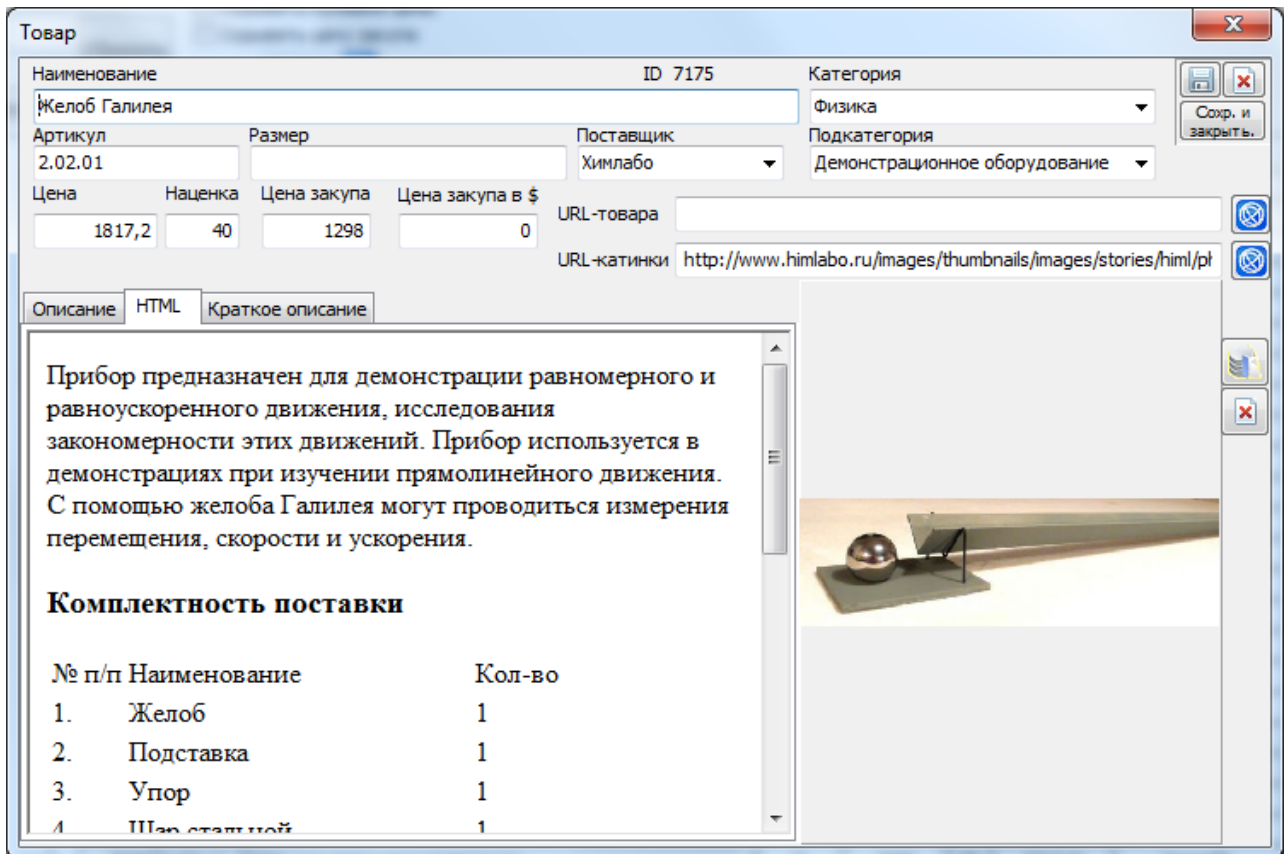 Товар
Наименование ID 7175 Категория
Желоб Галилея Физика
Сохр. и закрыть.
Артикул Размер Поставщик Подкатегория
2.02.01 Химлабо Демонстрационное оборудование
Цена Наценка Цена закупа Цена закупа в $
1817,2 40 1298 0
URL-товара
URL-катинки http://www.himlabo.ru/images/thumbnails/images/stories/himl/ph
Описание HTML Краткое описание
Прибор предназначен для демонстрации равномерного и
равноускоренного движения, исследования
закономерности этих движений. Прибор используется в
демонстрациях при изучении прямолинейного движения.
С помощью желоба Галилея могут проводиться измерения
перемещения, скорости и ускорения.
Комплектность поставки
№ п/п Наименование Кол-во
1. Желоб 1
2. Подставка 1
3. Упор 1
4. Шар стальной 1